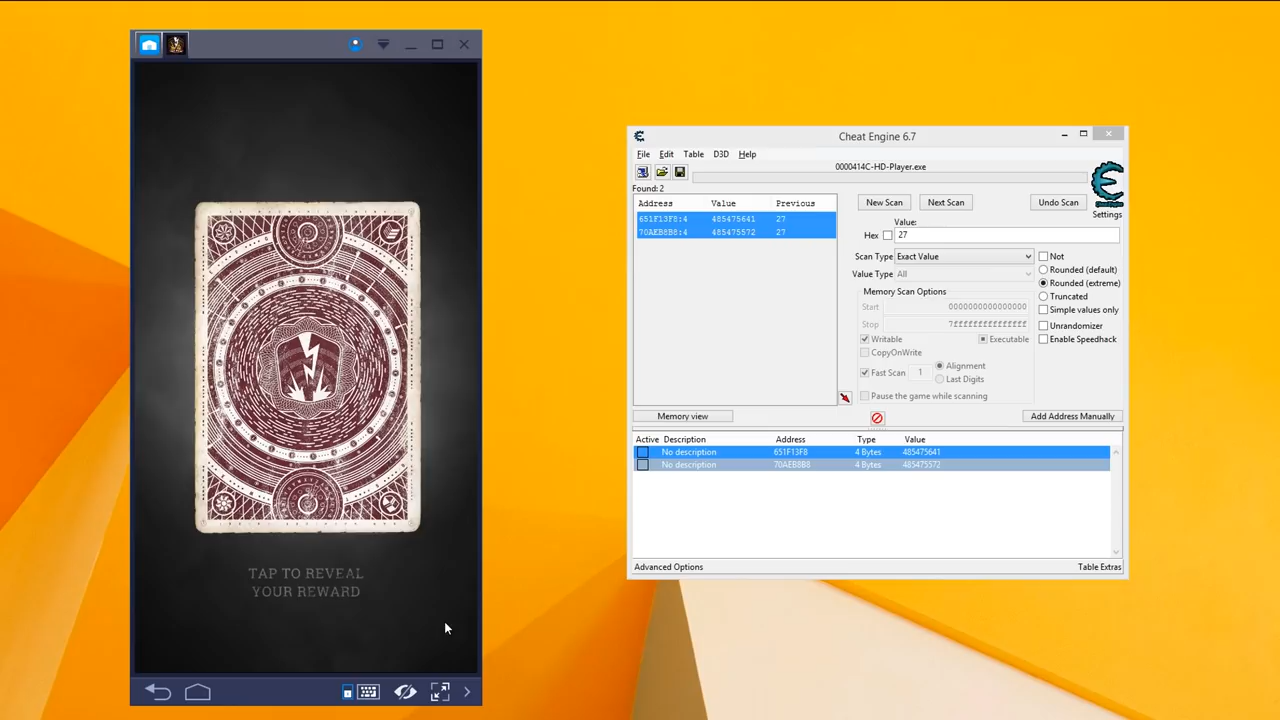 TAP TO REVEAL
YOUR REWARD
Cheat Engine 6.7
File Edit Table D3D Help
0000414C-HD-Player.exe
Found: 2
Address Value Previous
651F13F8:4 485475641 27
70AEB8B8:4 485475572 27
New Scan Next Scan Undo Scan
Settings
Value:
Hex 27
Scan Type Exact Value
Value Type All
Not
Rounded (default)
Rounded (extreme)
Truncated
Simple values only
Unrandomizer
Enable Speedhack
Memory Scan Options
Start 0000000000000000
Stop 7fffffffffffffff
Writable Executable
CopyOnWrite
Fast Scan 1 Alignment
Last Digits
Pause the game while scanning
Memory view Add Address Manually
Active Description Address Type Value
No description 651F13F8 4 Bytes 485475641
No description 70AEB8B8 4 Bytes 485475572
Advanced Options Table Extras